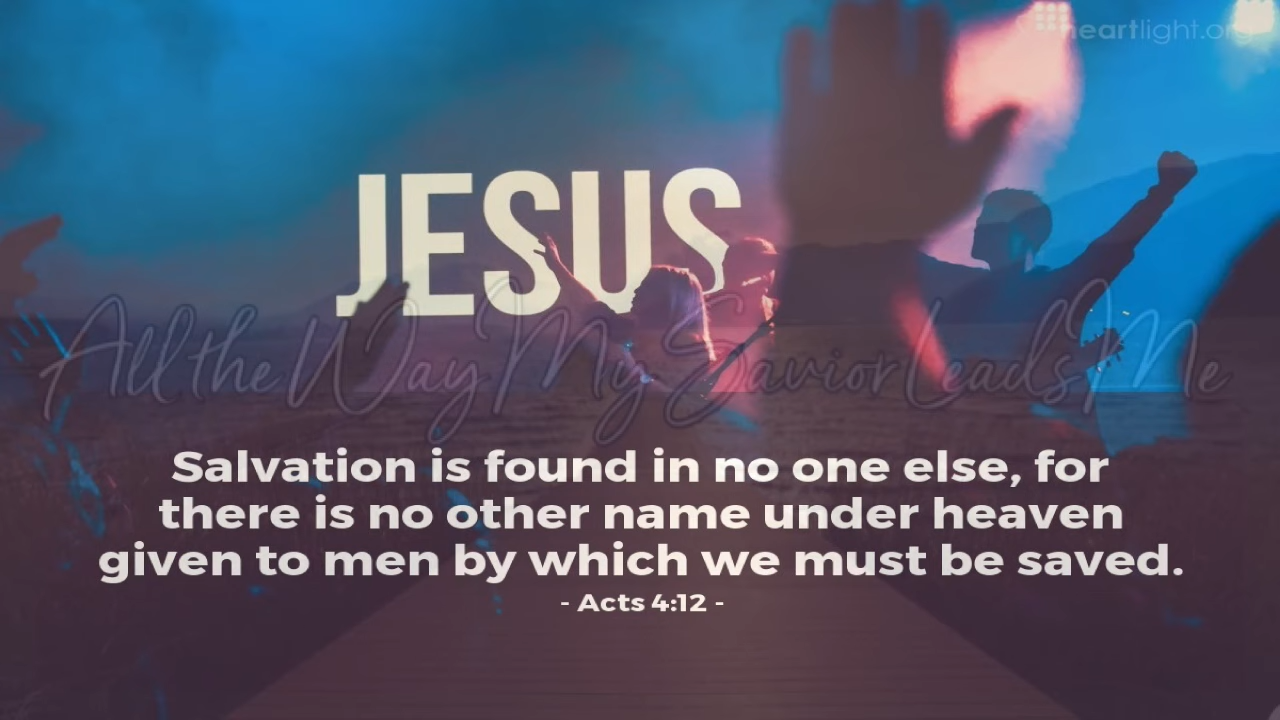 heartlight.org
JESUS
All the Way My Savior Leads Me
Salvation is found in no one else, for
there is no other name under heaven
given to men by which we must be saved.
- Acts 4:12 -